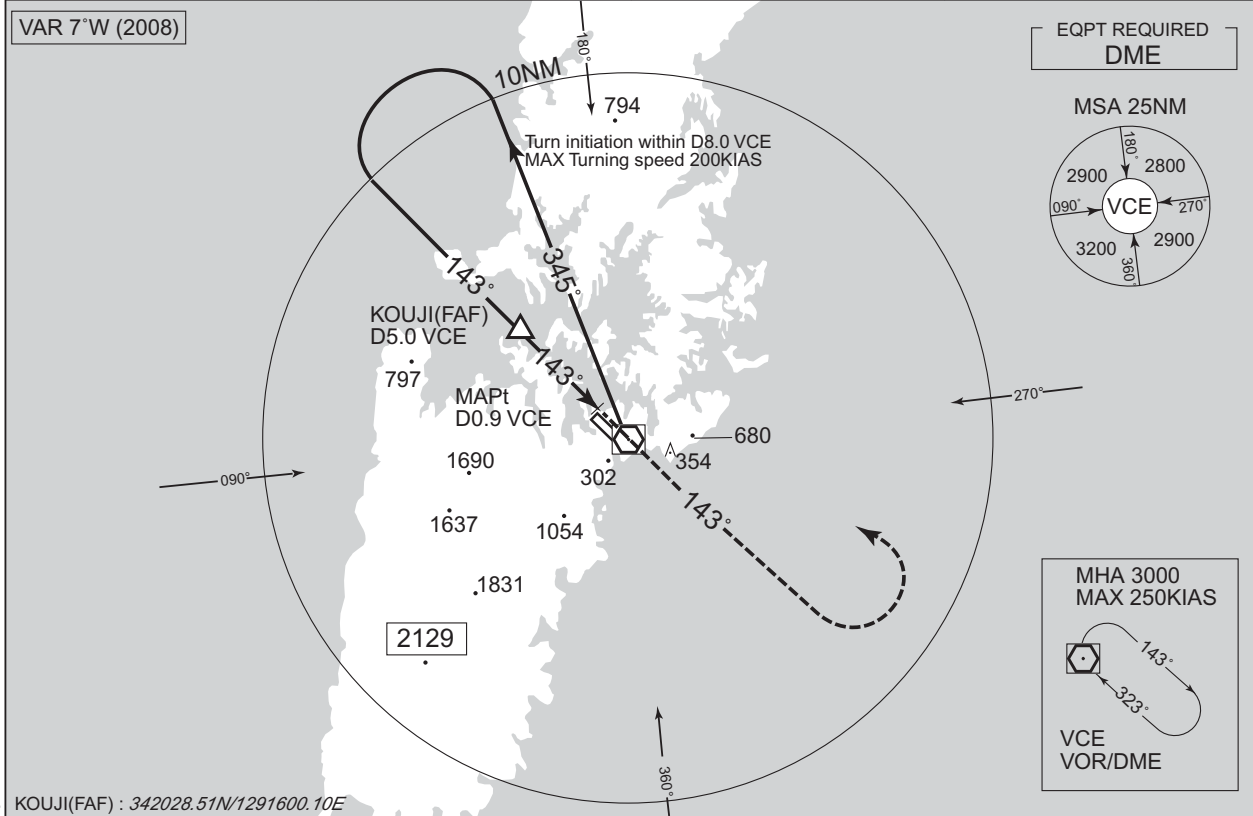 VAR 7˚W (2008)
EQPT REQUIRED
DME
MSA 25NM
180˚
2900
2800
090˚
VCE
270˚
3200
2900
360˚
180˚
10NM
794
Turn initiation within D8.0 VCE
MAX Turning speed 200KIAS
345˚
143˚
KOUJI(FAF)
D5.0 VCE
143˚
797
MAPt
D0.9 VCE
270˚
680
354
302
1690
090˚
1637
1054
143˚
1831
2129
360˚
MHA 3000
MAX 250KIAS
143˚
323˚
VCE
VOR/DME
KOUJI(FAF) : 342028.51N/1291600.10E